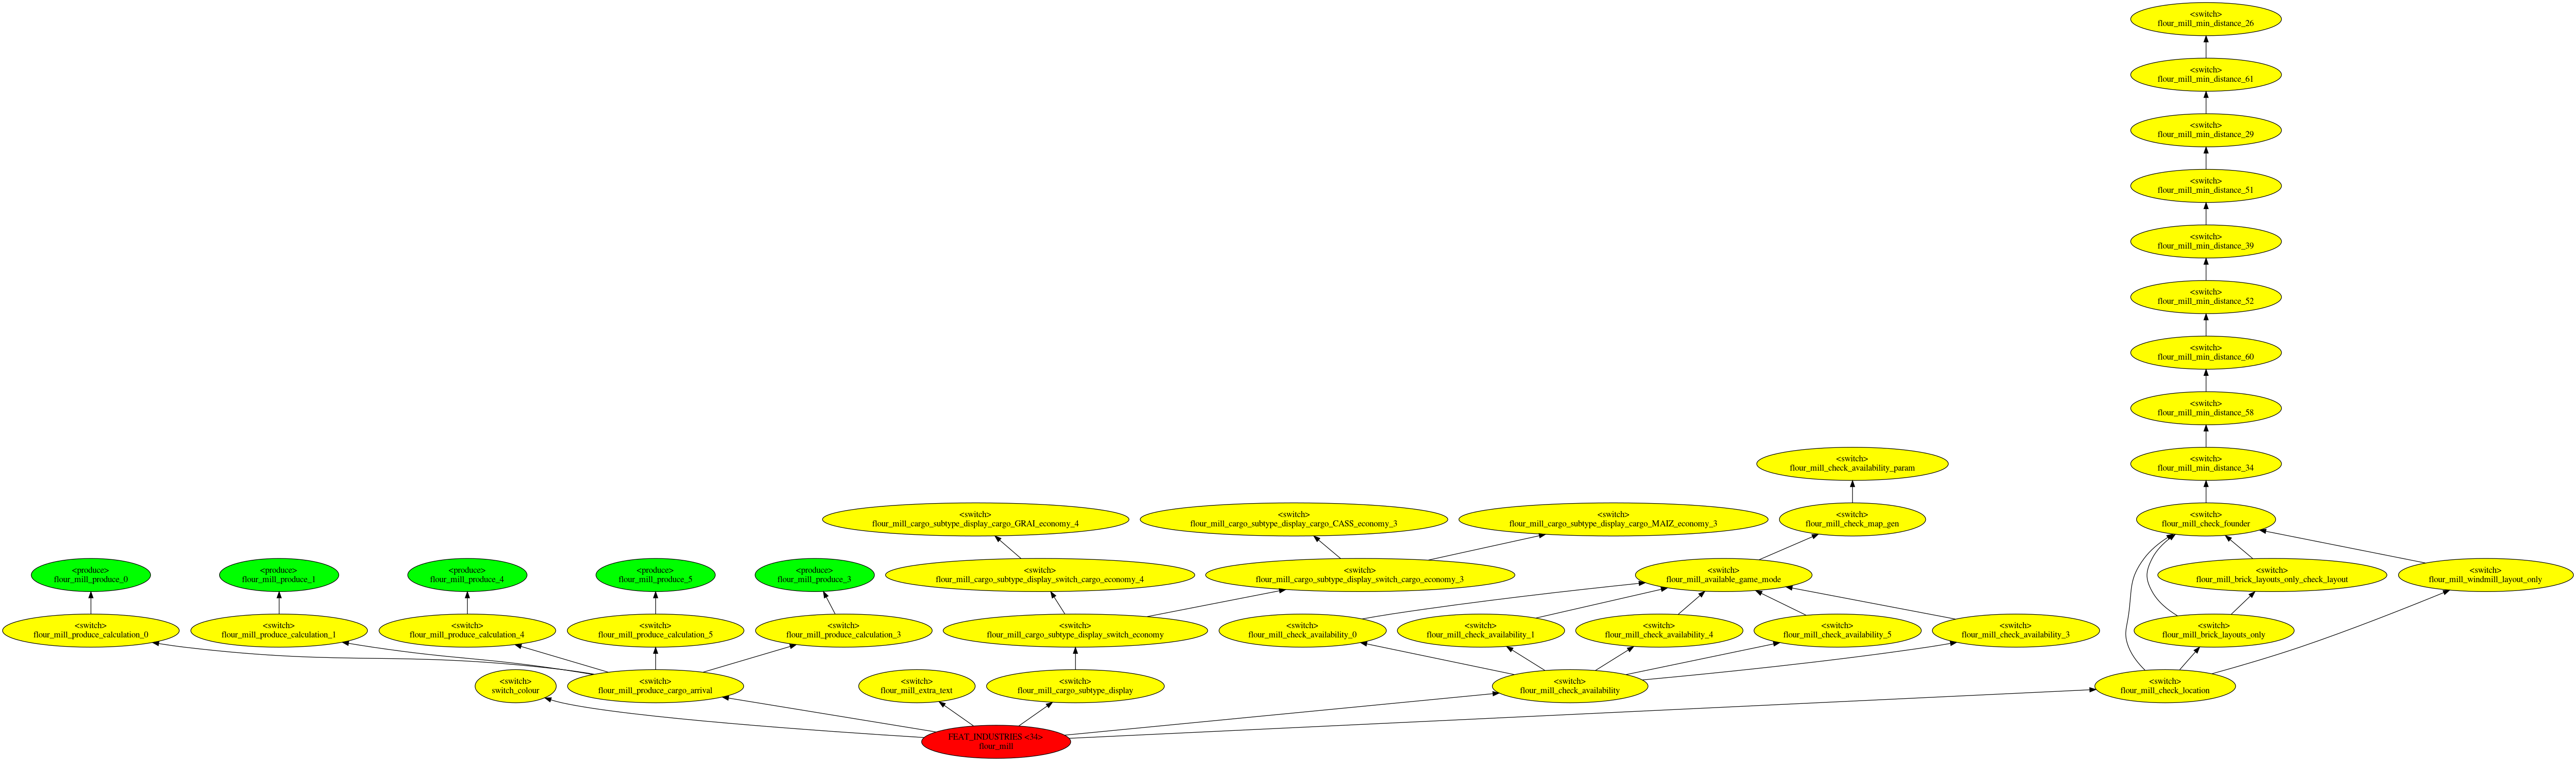 <switch>
flour_mill_min_distance_26
<switch>
flour_mill_min_distance_61
<switch>
flour_mill_min_distance_29
<switch>
flour_mill_min_distance_51
<switch>
flour_mill_min_distance_39
<switch>
flour_mill_min_distance_52
<switch>
flour_mill_min_distance_60
<switch>
flour_mill_min_distance_58
<switch>
flour_mill_check_availability_param
<switch>
flour_mill_min_distance_34
<switch>
flour_mill_cargo_subtype_display_cargo_GRAI_economy_4
<switch>
flour_mill_cargo_subtype_display_cargo_CASS_economy_3
<switch>
flour_mill_cargo_subtype_display_cargo_MAIZ_economy_3
<switch>
flour_mill_check_map_gen
<switch>
flour_mill_check_founder
<produce>
flour_mill_produce_0
<produce>
flour_mill_produce_1
<produce>
flour_mill_produce_4
<produce>
flour_mill_produce_5
<produce>
flour_mill_produce_3
<switch>
flour_mill_cargo_subtype_display_switch_cargo_economy_4
<switch>
flour_mill_cargo_subtype_display_switch_cargo_economy_3
<switch>
flour_mill_available_game_mode
<switch>
flour_mill_brick_layouts_only_check_layout
<switch>
flour_mill_windmill_layout_only
<switch>
flour_mill_produce_calculation_0
<switch>
flour_mill_produce_calculation_1
<switch>
flour_mill_produce_calculation_4
<switch>
flour_mill_produce_calculation_5
<switch>
flour_mill_produce_calculation_3
<switch>
flour_mill_cargo_subtype_display_switch_economy
<switch>
flour_mill_check_availability_0
<switch>
flour_mill_check_availability_1
<switch>
flour_mill_check_availability_4
<switch>
flour_mill_check_availability_5
<switch>
flour_mill_check_availability_3
<switch>
flour_mill_brick_layouts_only
<switch>
switch_colour
<switch>
flour_mill_produce_cargo_arrival
<switch>
flour_mill_extra_text
<switch>
flour_mill_cargo_subtype_display
<switch>
flour_mill_check_availability
<switch>
flour_mill_check_location
FEAT_INDUSTRIES <34>
flour_mill